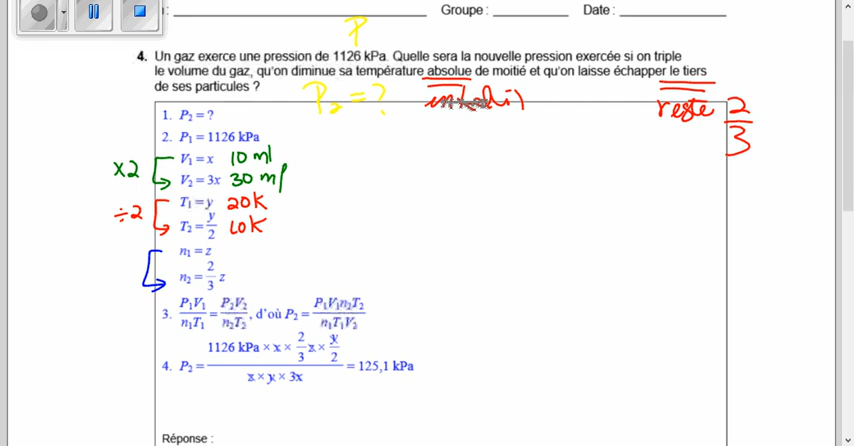 : Groupe : Date :
P
4. Un gaz exerce une pression de 1126 kPa. Quelle sera la nouvelle pression exercée si on triple
le volume du gaz, qu'on diminue sa température absolue de moitié et qu'on laisse échapper le tiers
de ses particules ?
P₂ = ?
reste 2/3
1. P₂ = ?
2. P₁ = 1126 kPa
×2
V₁ = x 10 ml
V₂ = 3x 30 ml
÷2
T₁ = y 20K
T₂ = y/2 10K
n₁ = z
n₂ = 2/3 z
3. P₁V₁/n₁T₁ = P₂V₂/n₂T₂, d'où P₂ = P₁V₁n₂T₂/n₁T₁V₂
4. P₂ = (1126 kPa × x × 2/3 z × y/2)/(z × y × 3x) = 125,1 kPa
Réponse :